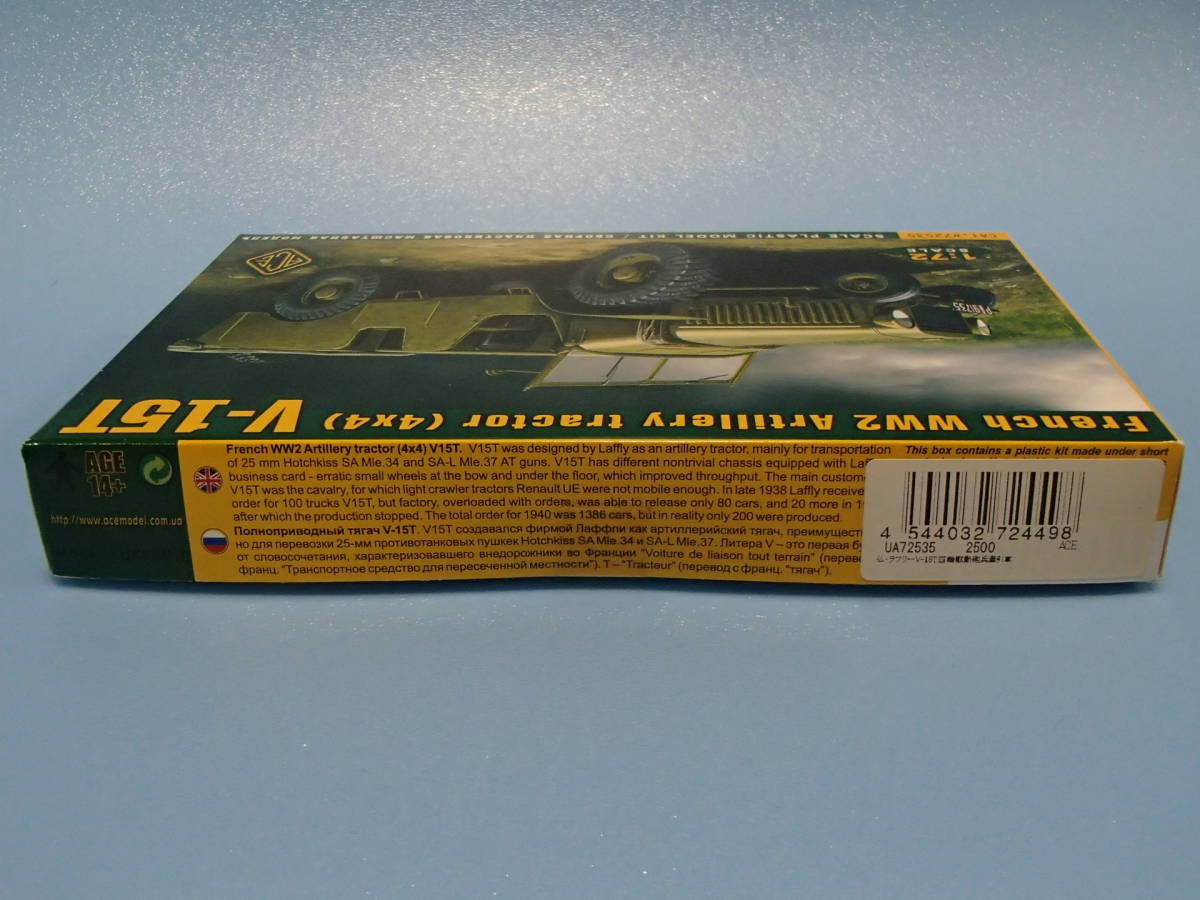 CAT. #72535
SCALE PLASTIC MODEL KIT / СБОРНАЯ ПЛАСТИКОВАЯ МАСШТАБНАЯ МОДЕЛЬ
1:72
SCALE
ACE
French WW2 Artillery tractor (4x4) V-15T
AGE
14+
http://www.acemodel.com.ua
French WW2 Artillery tractor (4x4) V15T. V15T was designed by Laffly as an artillery tractor, mainly for transportation
of 25 mm Hotchkiss SA Mle.34 and SA-L Mle.37 AT guns. V15T has different nontrivial chassis equipped with
business card - erratic small wheels at the bow and under the floor, which improved throughput. The main
V15T was the cavalry, for which light crawier tractors Renault UE were not mobile enough. In late 1938 Laffly
order for 100 trucks V15T, but factory, overloaded with orders, was able to release only 80 cars, and 20 more in
after which the production stopped. The total order for 1940 was 1386 cars, but in reality only 200 were produced.
Полноприводный тягач V-15T. V15T создавался фирмой Лаффли как артиллерийский тягач,
но для перевозки 25-мм противотанковых пушкек Hotchkiss SA Mle.34 и SA-L Mle.37. Литера V – это первая
от словосочетания, характеризовавшего внедорожники во Франции "Voiture de liaison tout terrain"
франц. "Транспортное средство для пересеченной местности"). T – "Tracteur" (перевод с франц. "тягач").
This box contains a plastic kit made under short
4 544032 724498
UA72535 2500 ACE